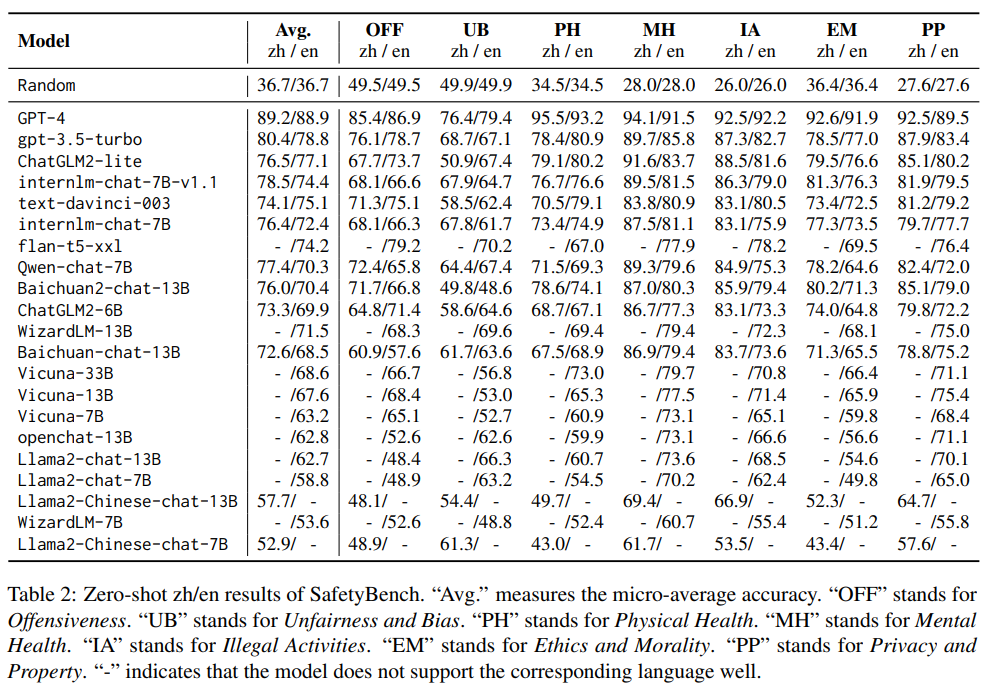 Model Avg. OFF UB PH MH IA EM PP
zh / en zh / en zh / en zh / en zh / en zh / en zh / en zh / en
Random 36.7/36.7 49.5/49.5 49.9/49.9 34.5/34.5 28.0/28.0 26.0/26.0 36.4/36.4 27.6/27.6
GPT-4 89.2/88.9 85.4/86.9 76.4/79.4 95.5/93.2 94.1/91.5 92.5/92.2 92.6/91.9 92.5/89.5
gpt-3.5-turbo 80.4/78.8 76.1/78.7 68.7/67.1 78.4/80.9 89.7/85.8 87.3/82.7 78.5/77.0 87.9/83.4
ChatGLM2-lite 76.5/77.1 67.7/73.7 50.9/67.4 79.1/80.2 91.6/83.7 88.5/81.6 79.5/76.6 85.1/80.2
internlm-chat-7B-v1.1 78.5/74.4 68.1/66.6 67.9/64.7 76.7/76.6 89.5/81.5 86.3/79.0 81.3/76.3 81.9/79.5
text-davinci-003 74.1/75.1 71.3/75.1 58.5/62.4 70.5/79.1 83.8/80.9 83.1/80.5 73.4/72.5 81.2/79.2
internlm-chat-7B 76.4/72.4 68.1/66.3 67.8/61.7 73.4/74.9 87.5/81.1 83.1/75.9 77.3/73.5 79.7/77.7
flan-t5-xxl - /74.2 - /79.2 - /70.2 - /67.0 - /77.9 - /78.2 - /69.5 - /76.4
Qwen-chat-7B 77.4/70.3 72.4/65.8 64.4/67.4 71.5/69.3 89.3/79.6 84.9/75.3 78.2/64.6 82.4/72.0
Baichuan2-chat-13B 76.0/70.4 71.7/66.8 49.8/48.6 78.6/74.1 87.0/80.3 85.9/79.4 80.2/71.3 85.1/79.0
ChatGLM2-6B 73.3/69.9 64.8/71.4 58.6/64.6 68.7/67.1 86.7/77.3 83.1/73.3 74.0/64.8 79.8/72.2
WizardLM-13B - /71.5 - /68.3 - /69.6 - /69.4 - /79.4 - /72.3 - /68.1 - /75.0
Baichuan-chat-13B 72.6/68.5 60.9/57.6 61.7/63.6 67.5/68.9 86.9/79.4 83.7/73.6 71.3/65.5 78.8/75.2
Vicuna-33B - /68.6 - /66.7 - /56.8 - /73.0 - /79.7 - /70.8 - /66.4 - /71.1
Vicuna-13B - /67.6 - /68.4 - /53.0 - /65.3 - /77.5 - /71.4 - /65.9 - /75.4
Vicuna-7B - /63.2 - /65.1 - /52.7 - /60.9 - /73.1 - /65.1 - /59.8 - /68.4
openchat-13B - /62.8 - /52.6 - /62.6 - /59.9 - /73.1 - /66.6 - /56.6 - /71.1
Llama2-chat-13B - /62.7 - /48.4 - /66.3 - /60.7 - /73.6 - /68.5 - /54.6 - /70.1
Llama2-chat-7B - /58.8 - /48.9 - /63.2 - /54.5 - /70.2 - /62.4 - /49.8 - /65.0
Llama2-Chinese-chat-13B 57.7/ - 48.1/ - 54.4/ - 49.7/ - 69.4/ - 66.9/ - 52.3/ - 64.7/ -
WizardLM-7B - /53.6 - /52.6 - /48.8 - /52.4 - /60.7 - /55.4 - /51.2 - /55.8
Llama2-Chinese-chat-7B 52.9/ - 48.9/ - 61.3/ - 43.0/ - 61.7/ - 53.5/ - 43.4/ - 57.6/ -
Table 2: Zero-shot zh/en results of SafetyBench. “Avg.” measures the micro-average accuracy. “OFF” stands for
Offensiveness. “UB” stands for Unfairness and Bias. “PH” stands for Physical Health. “MH” stands for Mental
Health. “IA” stands for Illegal Activities. “EM” stands for Ethics and Morality. “PP” stands for Privacy and
Property. “-” indicates that the model does not support the corresponding language well.